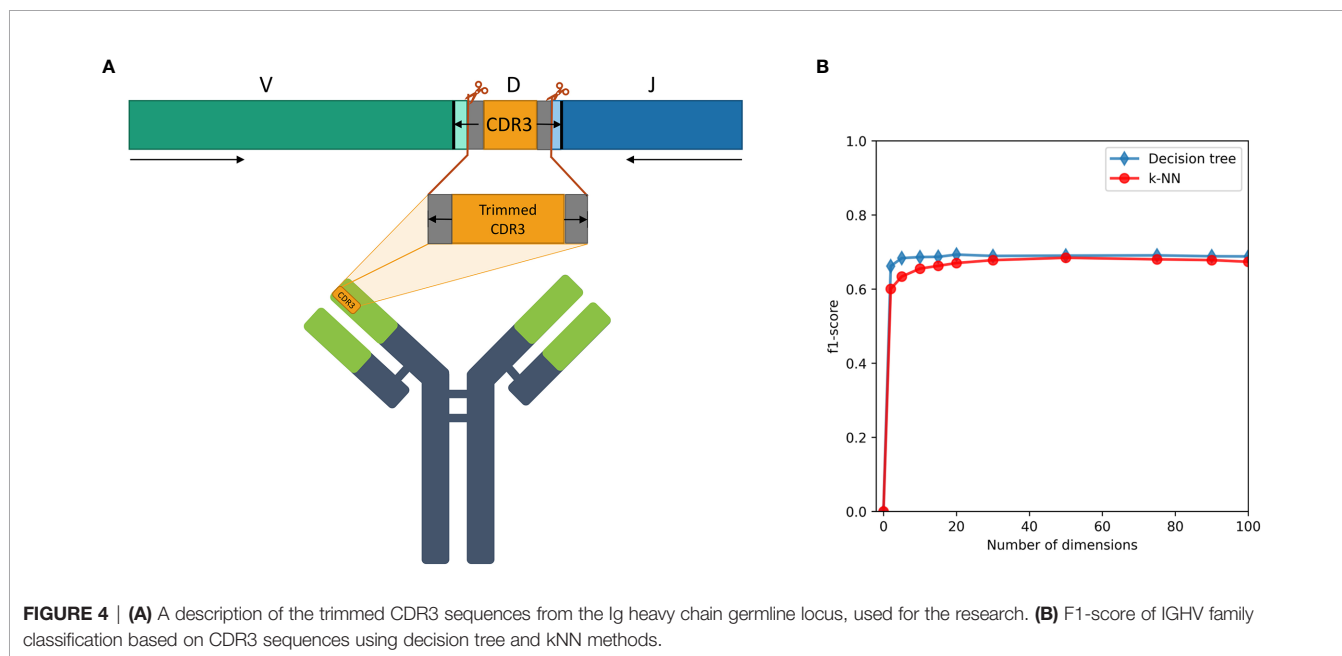 A
V
D
J
CDR3
Trimmed
CDR3
CDR3
B
1.0
0.8
0.6
0.4
0.2
0.0
f1-score
Decision tree
k-NN
0
20
40
60
80
100
Number of dimensions
FIGURE 4 | (A) A description of the trimmed CDR3 sequences from the Ig heavy chain germline locus, used for the research. (B) F1-score of IGHV family
classification based on CDR3 sequences using decision tree and kNN methods.